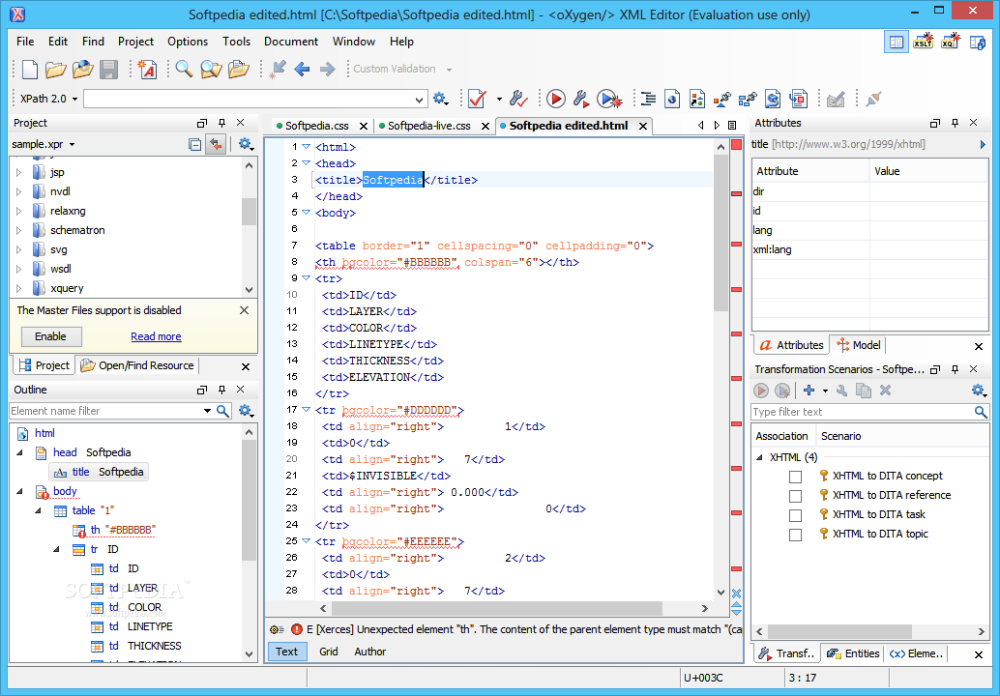 Softpedia edited.html [C:\Softpedia\Softpedia edited.html] - <oXygen/> XML Editor (Evaluation use only)
File Edit Find Project Options Tools Document Window Help
XSLT XQ
Custom Validation
XPath 2.0
Project
sample.xpr
jsp
nvdl
relaxng
schematron
svg
wsdl
xquery
The Master Files support is disabled
Enable Read more
Project Open/Find Resource
Outline
Element name filter
html
head Softpedia
title Softpedia
body
table "1"
th "#BBBBBB"
tr ID
td ID
td LAYER
td COLOR
td LINETYPE
td THICKNESS
SOFTPEDIA
www.softpedia.com
Softpedia.css Softpedia-live.css Softpedia edited.html
1 <html>
2 <head>
3 <title>Softpedia</title>
4 </head>
5 <body>
6
7 <table border="1" cellspacing="0" cellpadding="0">
8 <th bgcolor="#BBBBBB" colspan="6"></th>
9 <tr>
10 <td>ID</td>
11 <td>LAYER</td>
12 <td>COLOR</td>
13 <td>LINETYPE</td>
14 <td>THICKNESS</td>
15 <td>ELEVATION</td>
16 </tr>
17 <tr bgcolor="#DDDDDD">
18 <td align="right"> 1</td>
19 <td>0</td>
20 <td align="right"> 7</td>
21 <td>$INVISIBLE</td>
22 <td align="right"> 0.000</td>
23 <td align="right"> 0</td>
24 </tr>
25 <tr bgcolor="#EEEEEE">
26 <td align="right"> 2</td>
27 <td>0</td>
28 <td align="right"> 7</td>
E [Xerces] Unexpected element "th". The content of the parent element type must match "(ca
Text Grid Author
Attributes
title [http://www.w3.org/1999/xhtml]
Attribute Value
dir
id
lang
xml:lang
Attributes Model
Transformation Scenarios - Softpe...
Type filter text
Association Scenario
XHTML (4)
XHTML to DITA concept
XHTML to DITA reference
XHTML to DITA task
XHTML to DITA topic
Transf.. Entities Eleme..
U+003C 3 : 17